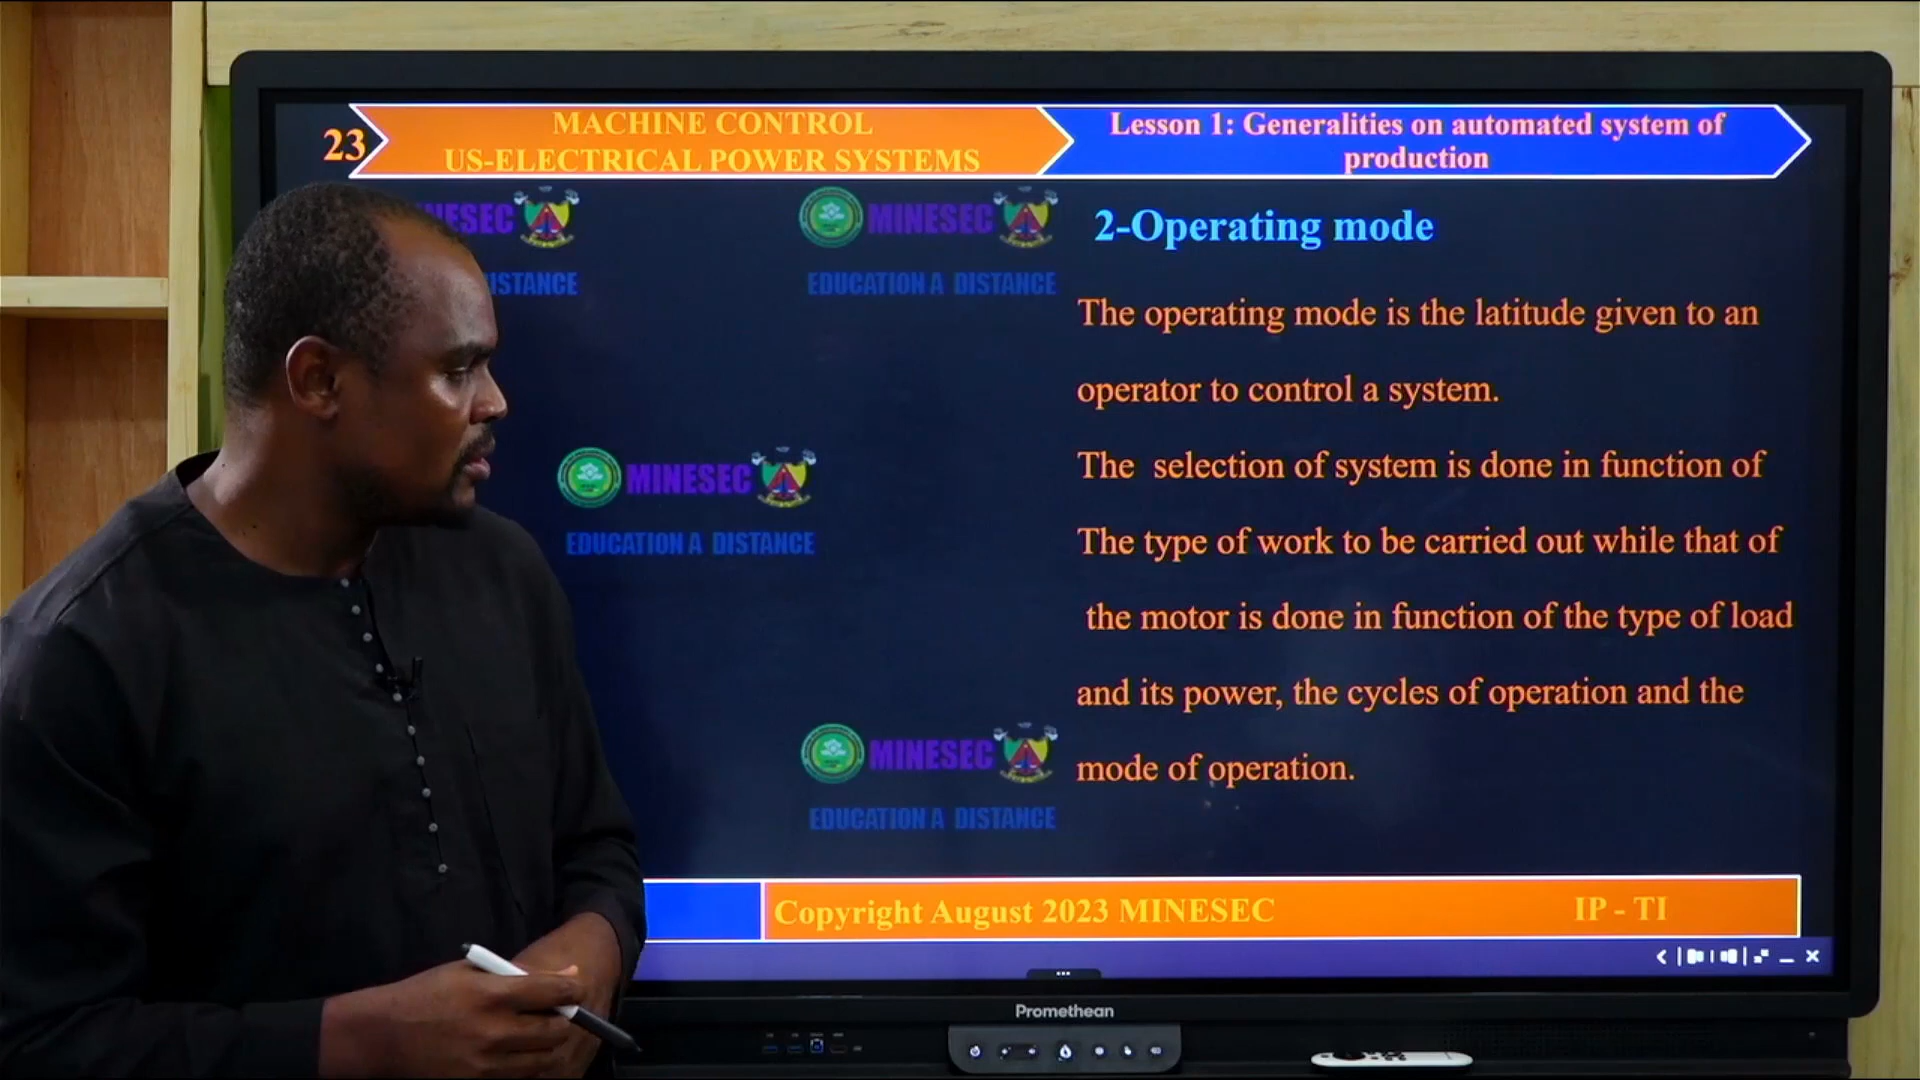 23
MACHINE CONTROL
US-ELECTRICAL POWER SYSTEMS
Lesson 1: Generalities on automated system of
production
MINESEC
EDUCATION A DISTANCE
2-Operating mode
The operating mode is the latitude given to an
operator to control a system.
The selection of system is done in function of
The type of work to be carried out while that of
the motor is done in function of the type of load
and its power, the cycles of operation and the
mode of operation.
MINESEC
EDUCATION A DISTANCE
MINESEC
EDUCATION A DISTANCE
Copyright August 2023 MINESEC
IP - TI
Promethean